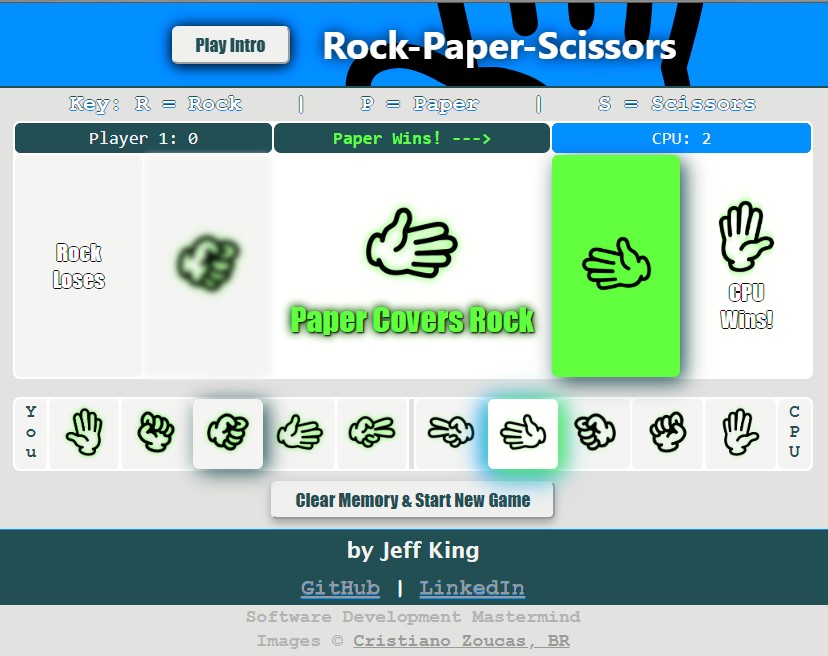 Play Intro
Rock-Paper-Scissors
Key: R = Rock | P = Paper | S = Scissors
Player 1: 0
Paper Wins! --->
CPU: 2
Rock
Loses
Paper Covers Rock
CPU
Wins!
You
CPU
Clear Memory & Start New Game
by Jeff King
GitHub | LinkedIn
Software Development Mastermind
Images © Cristiano Zoucas, BR